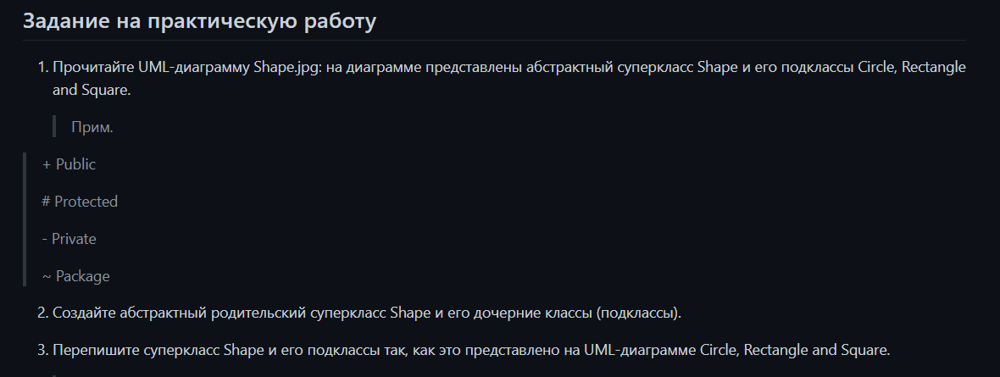 Задание на практическую работу
1. Прочитайте UML-диаграмму Shape.jpg: на диаграмме представлены абстрактный суперкласс Shape и его подклассы Circle, Rectangle
and Square.
Прим.
+ Public
# Protected
- Private
~ Package
2. Создайте абстрактный родительский суперкласс Shape и его дочерние классы (подклассы).
3. Перепишите суперкласс Shape и его подклассы так, как это представлено на UML-диаграмме Circle, Rectangle and Square.